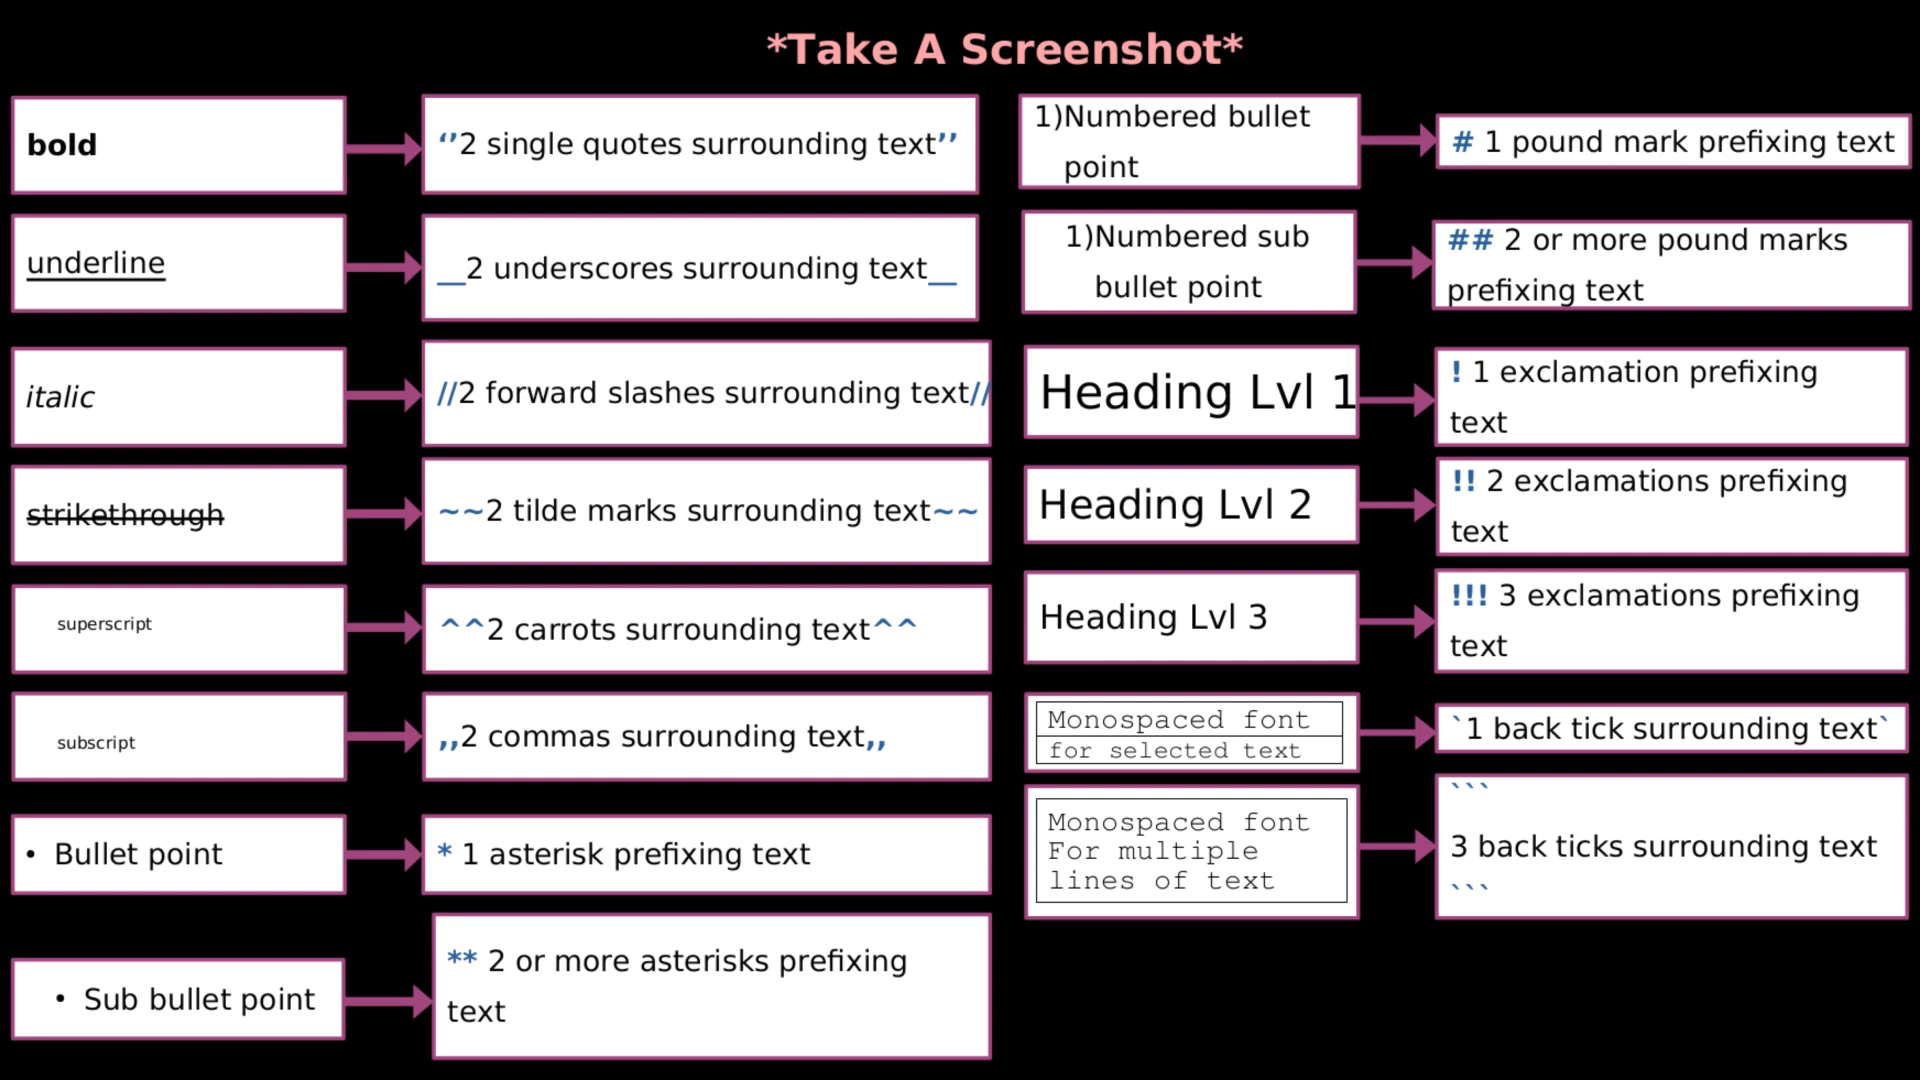 *Take A Screenshot*
bold
‘’2 single quotes surrounding text’’
underline
__2 underscores surrounding text__
italic
//2 forward slashes surrounding text//
strikethrough
~~2 tilde marks surrounding text~~
superscript
^^2 carrots surrounding text^^
subscript
,,2 commas surrounding text,,
• Bullet point
* 1 asterisk prefixing text
• Sub bullet point
** 2 or more asterisks prefixing
text
1)Numbered bullet
point
# 1 pound mark prefixing text
1)Numbered sub
bullet point
## 2 or more pound marks
prefixing text
Heading Lvl 1
! 1 exclamation prefixing
text
Heading Lvl 2
!! 2 exclamations prefixing
text
Heading Lvl 3
!!! 3 exclamations prefixing
text
Monospaced font
for selected text
`1 back tick surrounding text`
Monospaced font
For multiple
lines of text
```
3 back ticks surrounding text
```